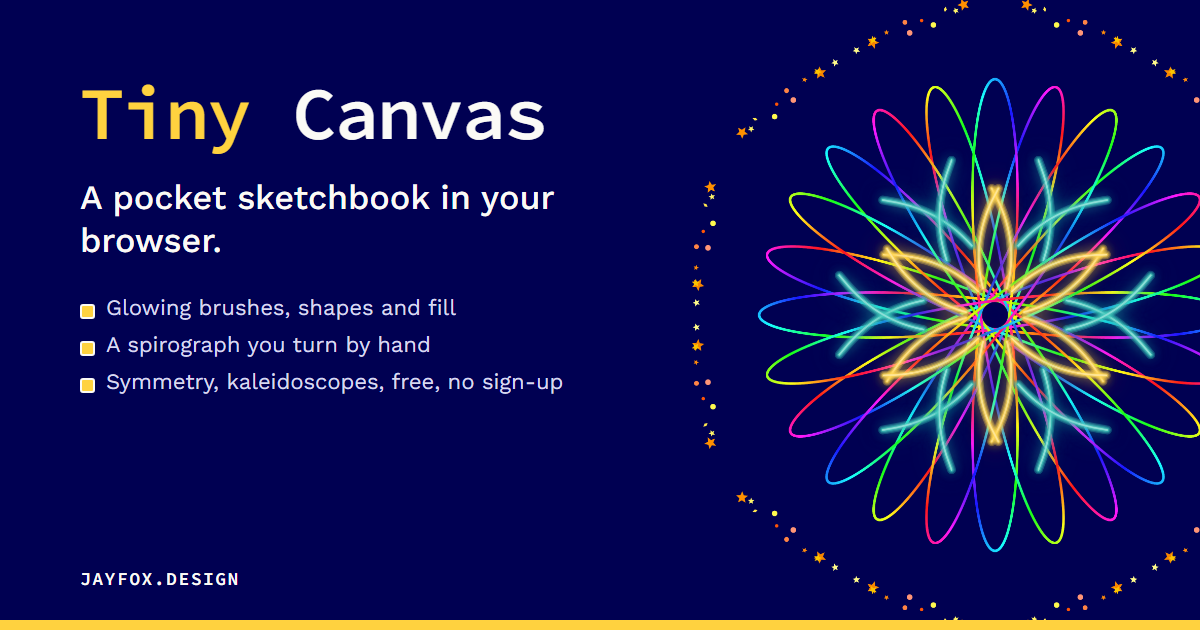 Tiny Canvas
A pocket sketchbook in your
browser.
Glowing brushes, shapes and fill
A spirograph you turn by hand
Symmetry, kaleidoscopes, free, no sign-up
JAYFOX.DESIGN